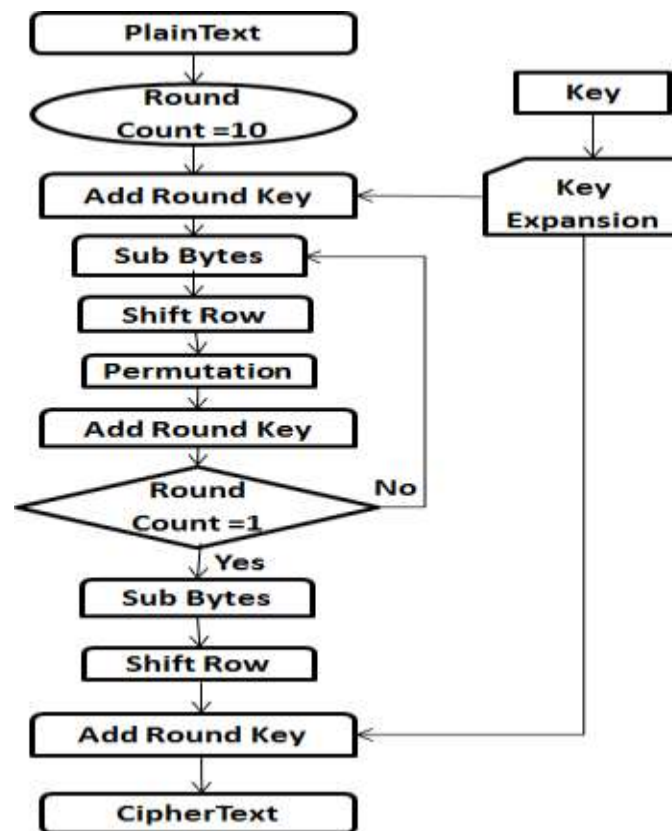 PlainText
Round
Count =10
Key
Add Round Key
Key
Expansion
Sub Bytes
Shift Row
Permutation
Add Round Key
Round
Count =1
No
Yes
Sub Bytes
Shift Row
Add Round Key
CipherText